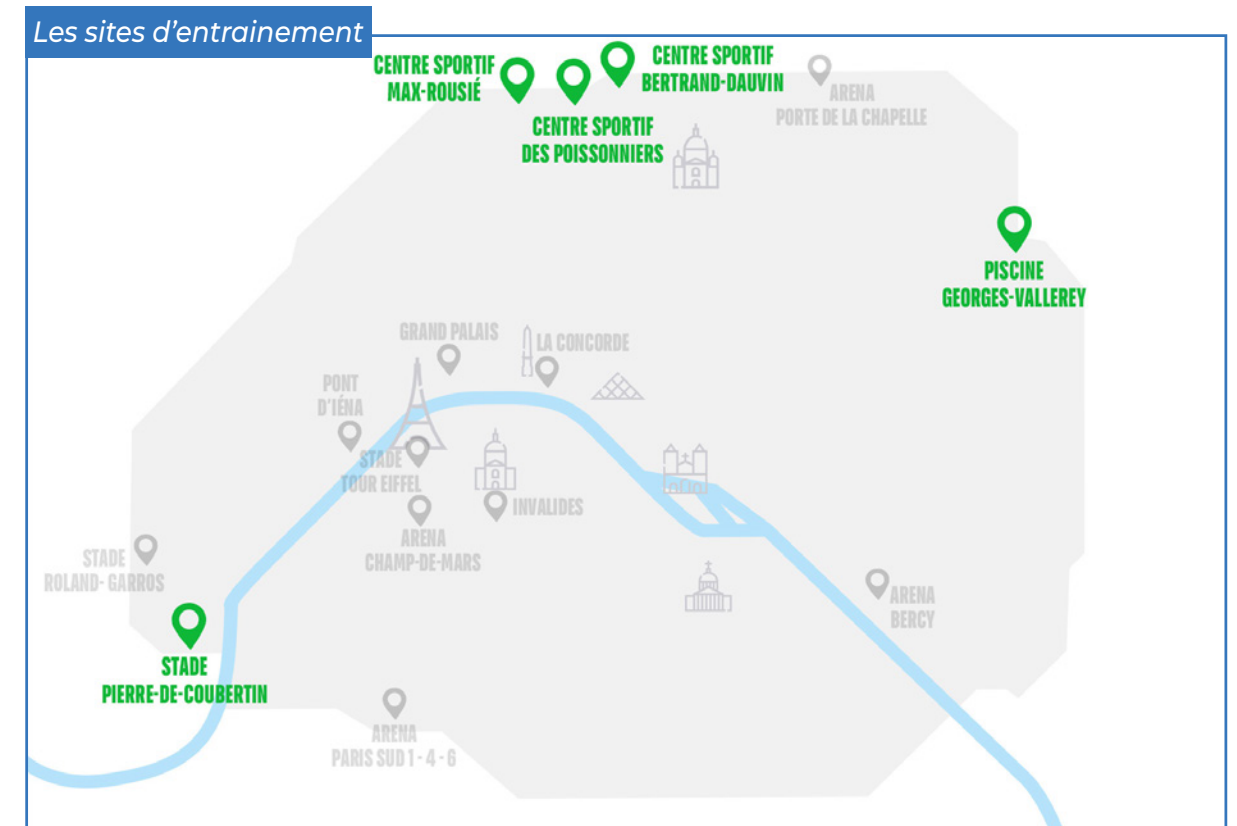 Les sites d'entrainement
CENTRE SPORTIF
MAX-ROUSIÉ
CENTRE SPORTIF
BERTRAND-DAUVIN
ARENA
PORTE DE LA CHAPELLE
CENTRE SPORTIF
DES POISSONNIERS
PISCINE
GEORGES-VALLEREY
GRAND PALAIS
LA CONCORDE
PONT
D'IÉNA
STADE
TOUR EIFFEL
INVALIDES
ARENA
CHAMP-DE-MARS
STADE
ROLAND- GARROS
ARENA
BERCY
STADE
PIERRE-DE-COUBERTIN
ARENA
PARIS SUD 1 - 4 - 6